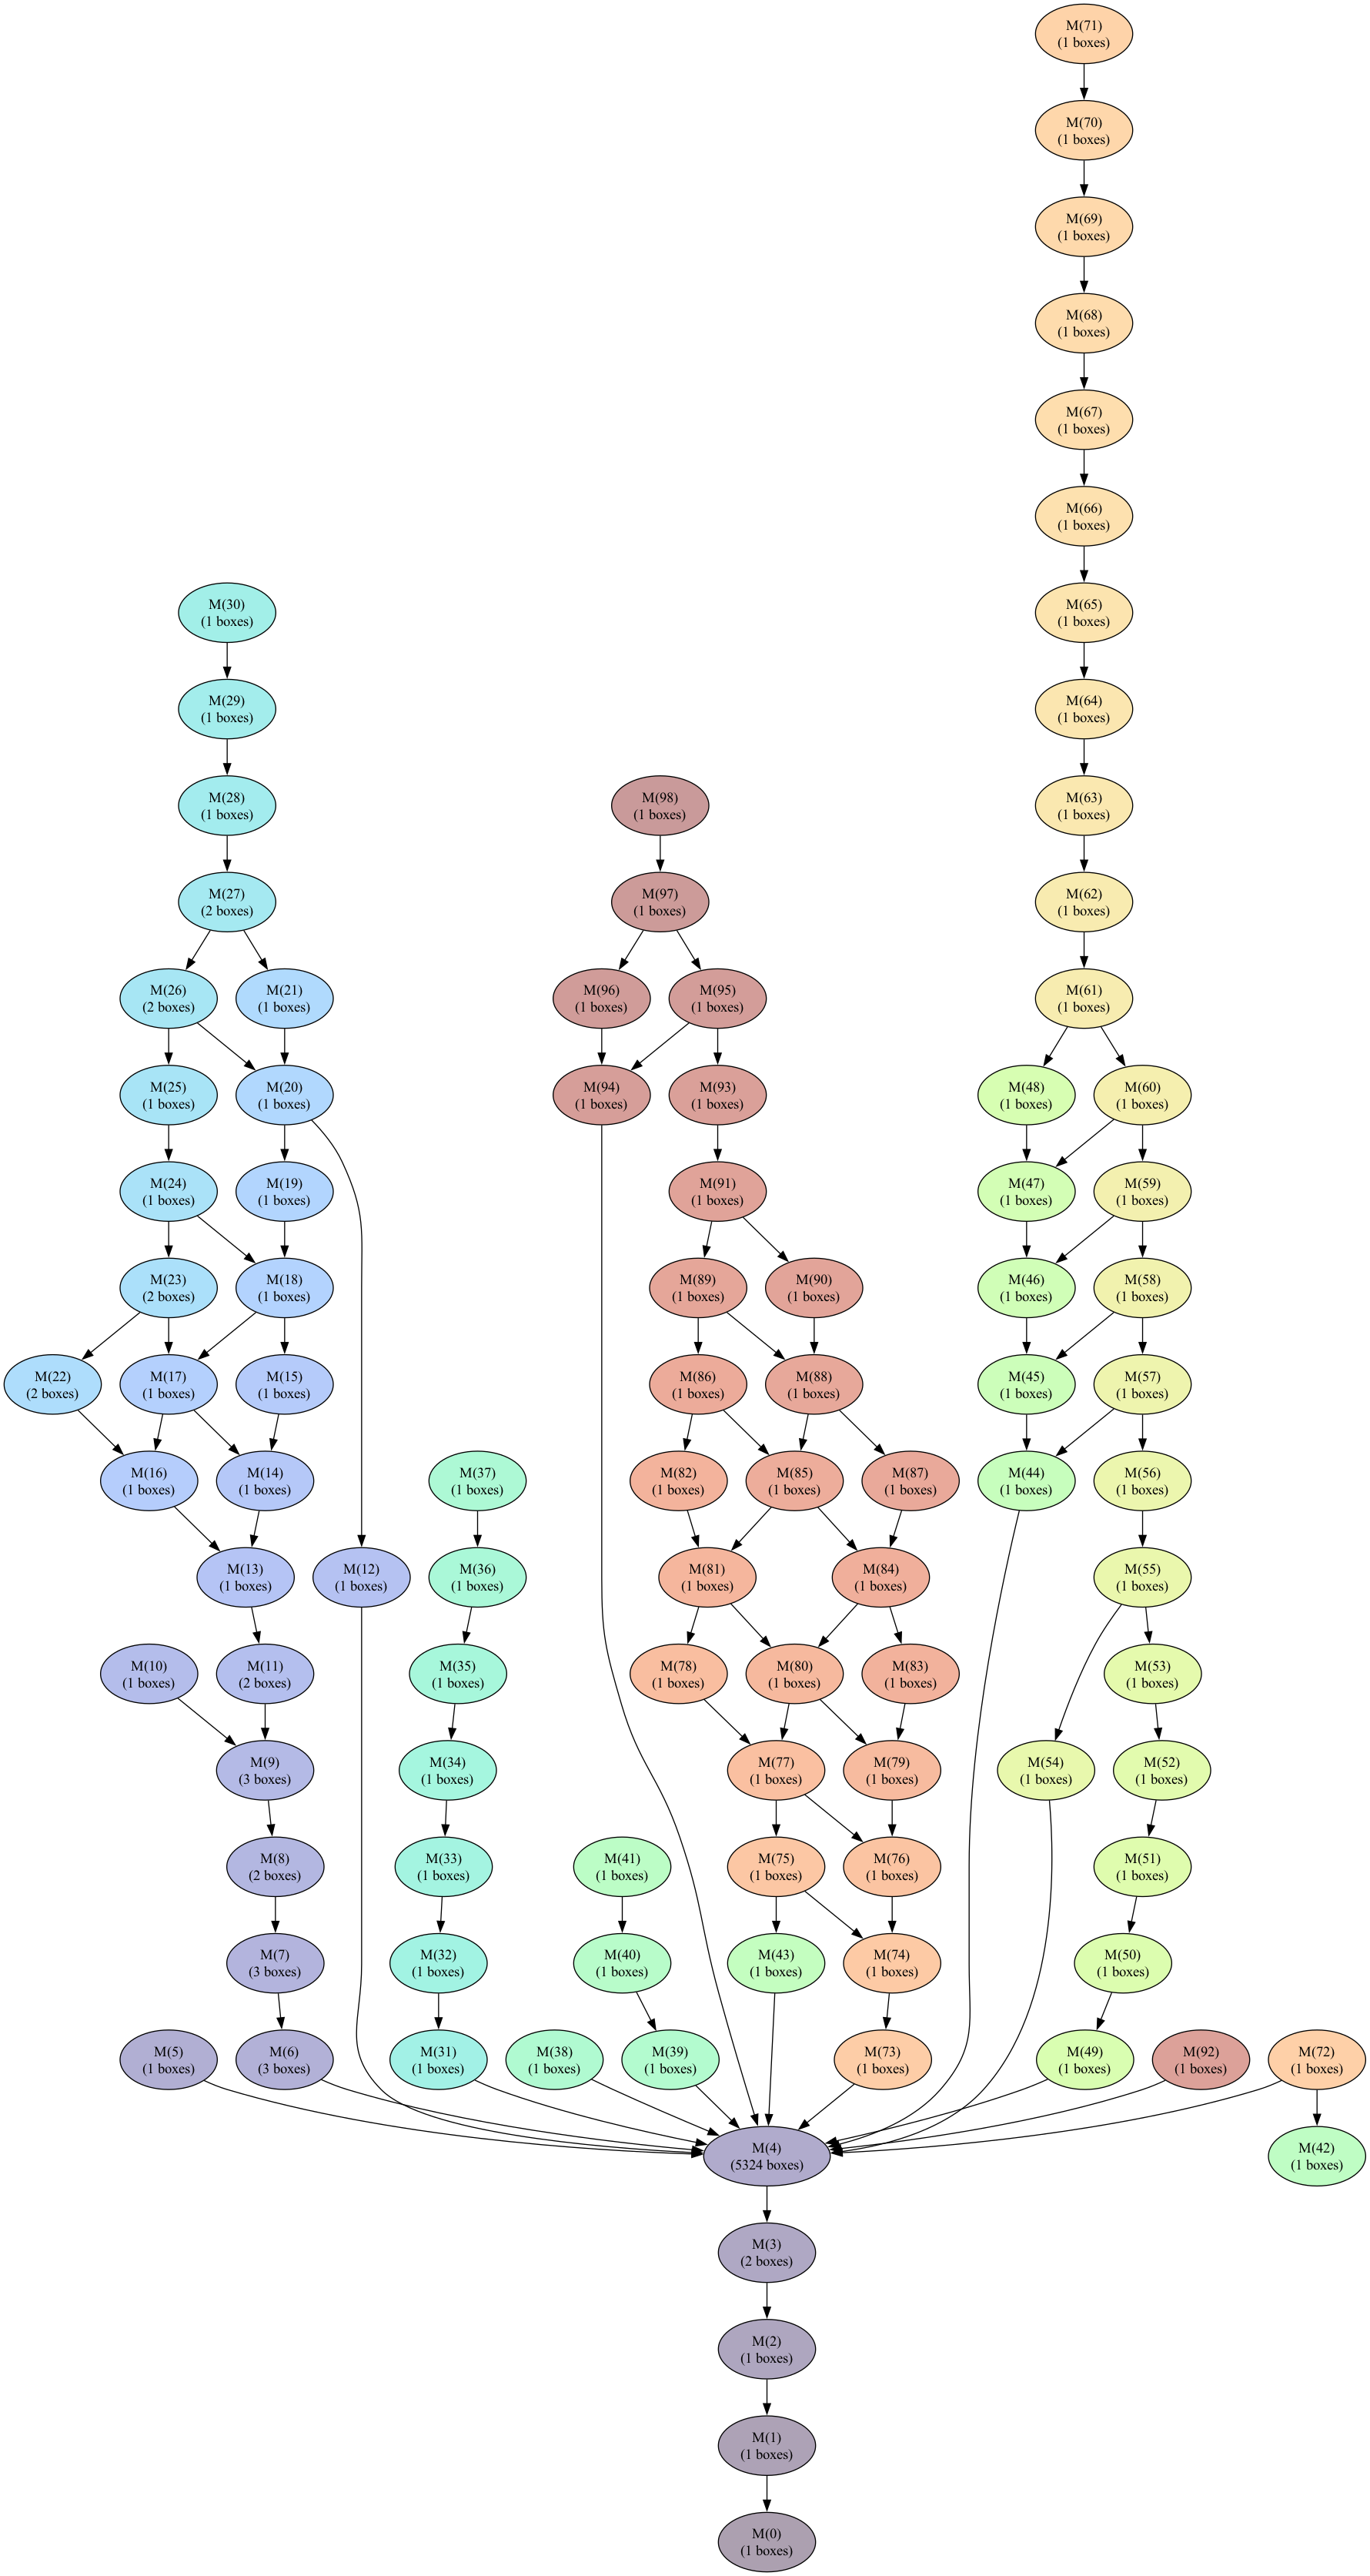 M(71)
(1 boxes)
M(70)
(1 boxes)
M(69)
(1 boxes)
M(68)
(1 boxes)
M(67)
(1 boxes)
M(66)
(1 boxes)
M(30)
(1 boxes)
M(65)
(1 boxes)
M(29)
(1 boxes)
M(64)
(1 boxes)
M(28)
(1 boxes)
M(98)
(1 boxes)
M(63)
(1 boxes)
M(27)
(2 boxes)
M(97)
(1 boxes)
M(62)
(1 boxes)
M(26)
(2 boxes)
M(21)
(1 boxes)
M(96)
(1 boxes)
M(95)
(1 boxes)
M(61)
(1 boxes)
M(25)
(1 boxes)
M(20)
(1 boxes)
M(94)
(1 boxes)
M(93)
(1 boxes)
M(48)
(1 boxes)
M(60)
(1 boxes)
M(24)
(1 boxes)
M(19)
(1 boxes)
M(91)
(1 boxes)
M(47)
(1 boxes)
M(59)
(1 boxes)
M(23)
(2 boxes)
M(18)
(1 boxes)
M(89)
(1 boxes)
M(90)
(1 boxes)
M(46)
(1 boxes)
M(58)
(1 boxes)
M(22)
(2 boxes)
M(17)
(1 boxes)
M(15)
(1 boxes)
M(86)
(1 boxes)
M(88)
(1 boxes)
M(45)
(1 boxes)
M(57)
(1 boxes)
M(16)
(1 boxes)
M(14)
(1 boxes)
M(37)
(1 boxes)
M(82)
(1 boxes)
M(85)
(1 boxes)
M(87)
(1 boxes)
M(44)
(1 boxes)
M(56)
(1 boxes)
M(13)
(1 boxes)
M(12)
(1 boxes)
M(36)
(1 boxes)
M(81)
(1 boxes)
M(84)
(1 boxes)
M(55)
(1 boxes)
M(10)
(1 boxes)
M(11)
(2 boxes)
M(35)
(1 boxes)
M(78)
(1 boxes)
M(80)
(1 boxes)
M(83)
(1 boxes)
M(53)
(1 boxes)
M(9)
(3 boxes)
M(34)
(1 boxes)
M(77)
(1 boxes)
M(79)
(1 boxes)
M(54)
(1 boxes)
M(52)
(1 boxes)
M(8)
(2 boxes)
M(33)
(1 boxes)
M(41)
(1 boxes)
M(75)
(1 boxes)
M(76)
(1 boxes)
M(51)
(1 boxes)
M(7)
(3 boxes)
M(32)
(1 boxes)
M(40)
(1 boxes)
M(43)
(1 boxes)
M(74)
(1 boxes)
M(50)
(1 boxes)
M(5)
(1 boxes)
M(6)
(3 boxes)
M(31)
(1 boxes)
M(38)
(1 boxes)
M(39)
(1 boxes)
M(73)
(1 boxes)
M(49)
(1 boxes)
M(92)
(1 boxes)
M(72)
(1 boxes)
M(4)
(5324 boxes)
M(42)
(1 boxes)
M(3)
(2 boxes)
M(2)
(1 boxes)
M(1)
(1 boxes)
M(0)
(1 boxes)